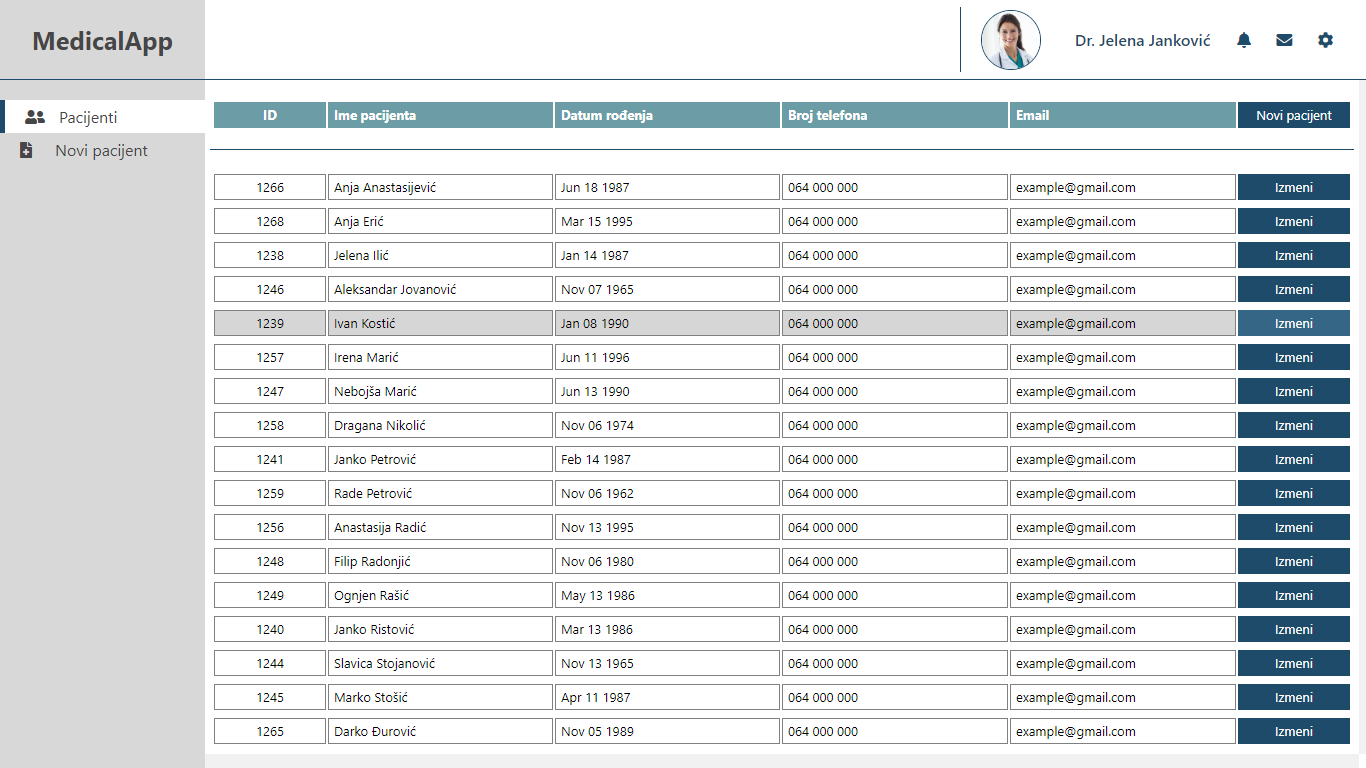 MedicalApp
Dr. Jelena Janković
Pacijenti
Novi pacijent
ID Ime pacijenta Datum rođenja Broj telefona Email Novi pacijent
1266 Anja Anastasijević Jun 18 1987 064 000 000 example@gmail.com Izmeni
1268 Anja Erić Mar 15 1995 064 000 000 example@gmail.com Izmeni
1238 Jelena Ilić Jan 14 1987 064 000 000 example@gmail.com Izmeni
1246 Aleksandar Jovanović Nov 07 1965 064 000 000 example@gmail.com Izmeni
1239 Ivan Kostić Jan 08 1990 064 000 000 example@gmail.com Izmeni
1257 Irena Marić Jun 11 1996 064 000 000 example@gmail.com Izmeni
1247 Nebojša Marić Jun 13 1990 064 000 000 example@gmail.com Izmeni
1258 Dragana Nikolić Nov 06 1974 064 000 000 example@gmail.com Izmeni
1241 Janko Petrović Feb 14 1987 064 000 000 example@gmail.com Izmeni
1259 Rade Petrović Nov 06 1962 064 000 000 example@gmail.com Izmeni
1256 Anastasija Radić Nov 13 1995 064 000 000 example@gmail.com Izmeni
1248 Filip Radonjić Nov 06 1980 064 000 000 example@gmail.com Izmeni
1249 Ognjen Rašić May 13 1986 064 000 000 example@gmail.com Izmeni
1240 Janko Ristović Mar 13 1986 064 000 000 example@gmail.com Izmeni
1244 Slavica Stojanović Nov 13 1965 064 000 000 example@gmail.com Izmeni
1245 Marko Stošić Apr 11 1987 064 000 000 example@gmail.com Izmeni
1265 Darko Đurović Nov 05 1989 064 000 000 example@gmail.com Izmeni